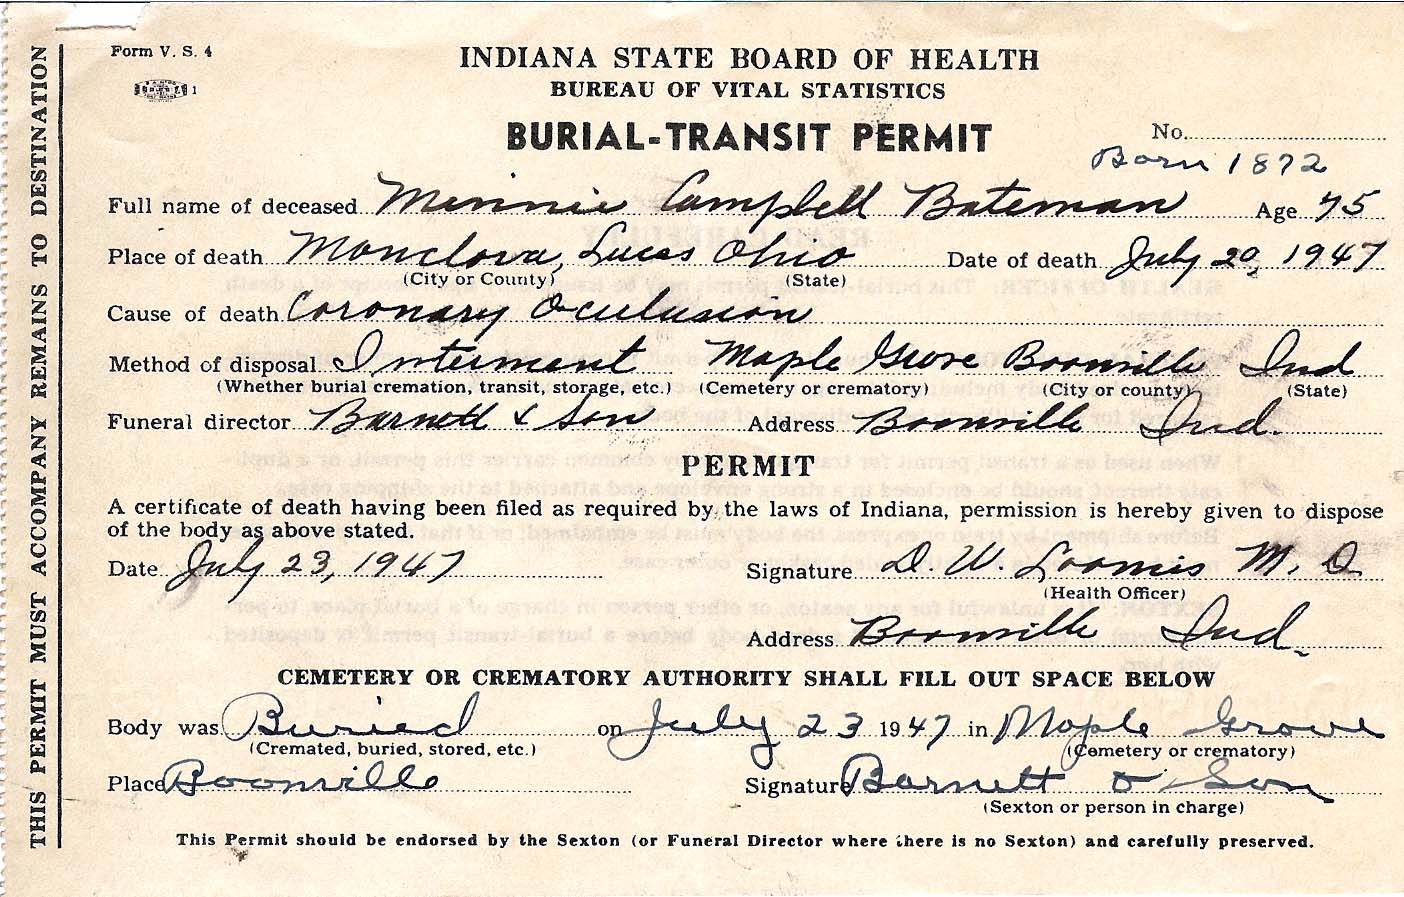 Form V. S. 4
1
INDIANA STATE BOARD OF HEALTH
BUREAU OF VITAL STATISTICS
BURIAL-TRANSIT PERMIT
No.
Born 1872
Full name of deceased Minnie Campbell Bateman Age 75
Place of death Monclova, Lucas Ohio Date of death July 20, 1947
(City or County) (State)
Cause of death Coronary Occlusion
Method of disposal Interment Maple Grove Boonville Ind
(Whether burial cremation, transit, storage, etc.) (Cemetery or crematory) (City or county) (State)
Funeral director Barnett & Son Address Boonville Ind.
PERMIT
A certificate of death having been filed as required by the laws of Indiana, permission is hereby given to dispose
of the body as above stated.
Date July 23, 1947 Signature D. W. Loomis M. D.
(Health Officer)
Address Boonville Ind.
CEMETERY OR CREMATORY AUTHORITY SHALL FILL OUT SPACE BELOW
Body was Buried on July 23 1947 in Maple Grove
(Cremated, buried, stored, etc.) (Cemetery or crematory)
Place Boonville Signature Barnett & Son
(Sexton or person in charge)
This Permit should be endorsed by the Sexton (or Funeral Director where there is no Sexton) and carefully preserved.
THIS PERMIT MUST ACCOMPANY REMAINS TO DESTINATION